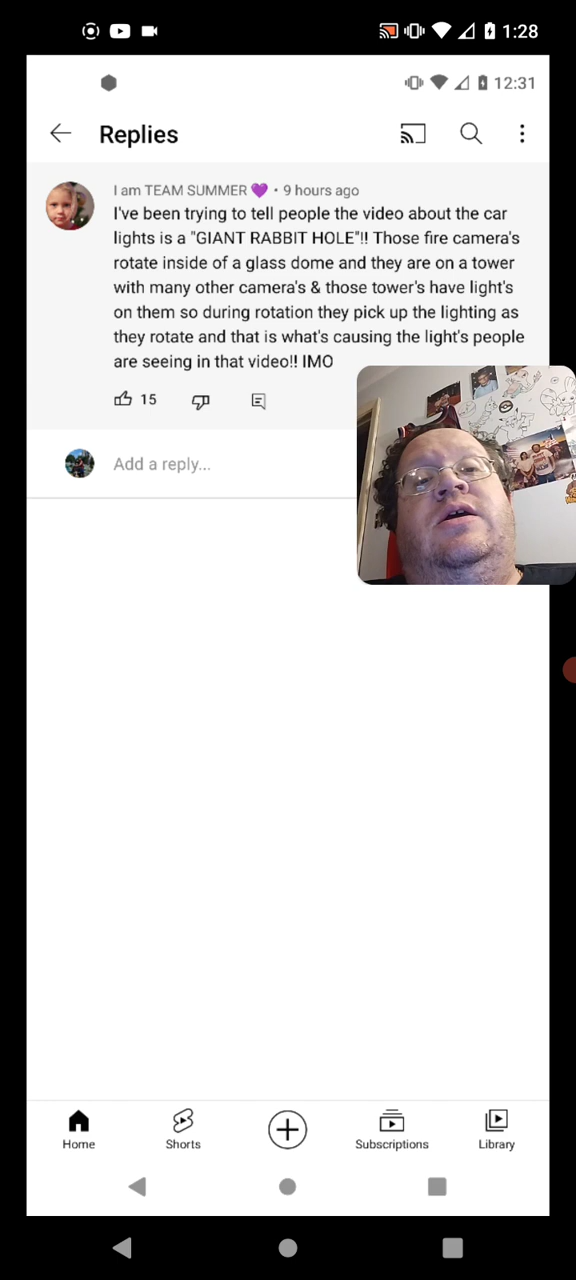 1:28
12:31
Replies
I am TEAM SUMMER 💜 • 9 hours ago
I've been trying to tell people the video about the car
lights is a "GIANT RABBIT HOLE"!! Those fire camera's
rotate inside of a glass dome and they are on a tower
with many other camera's & those tower's have light's
on them so during rotation they pick up the lighting as
they rotate and that is what's causing the light's people
are seeing in that video!! IMO
15
Add a reply...
Home Shorts Subscriptions Library